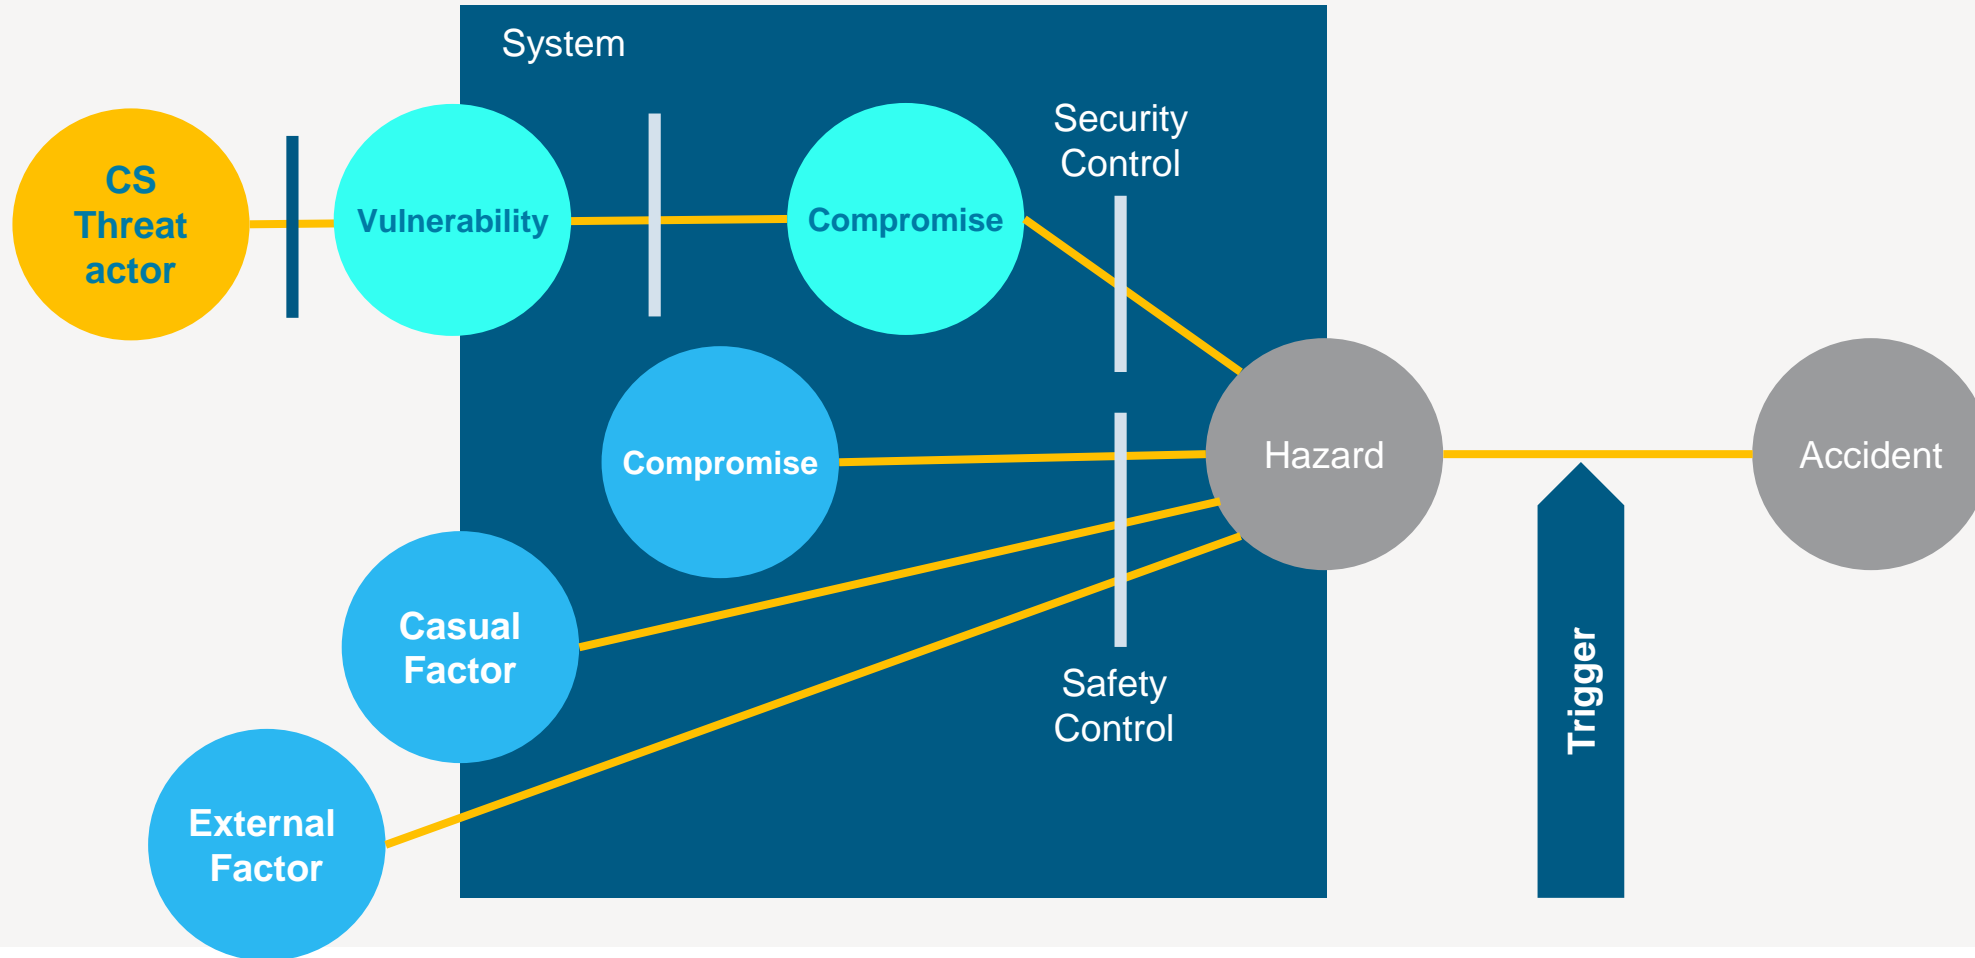 System
CS
Threat
actor
Vulnerability
Compromise
Security
Control
Compromise
Hazard
Accident
Casual
Factor
Safety
Control
External
Factor
Trigger